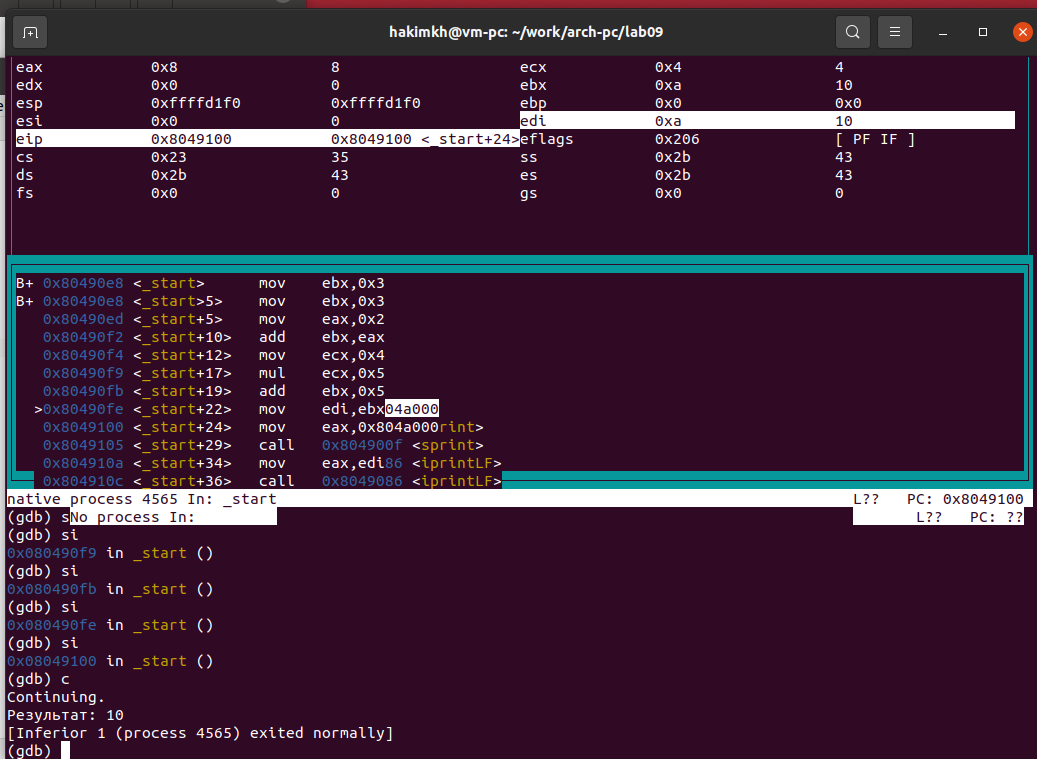 hakimkh@vm-pc: ~/work/arch-pc/lab09
eax 0x8 8 ecx 0x4 4
edx 0x0 0 ebx 0xa 10
esp 0xffffd1f0 0xffffd1f0 ebp 0x0 0x0
esi 0x0 0 edi 0xa 10
eip 0x8049100 0x8049100 <_start+24>eflags 0x206 [ PF IF ]
cs 0x23 35 ss 0x2b 43
ds 0x2b 43 es 0x2b 43
fs 0x0 0 gs 0x0 0
B+ 0x80490e8 <_start> mov ebx,0x3
B+ 0x80490e8 <_start>5> mov ebx,0x3
0x80490ed <_start+5> mov eax,0x2
0x80490f2 <_start+10> add ebx,eax
0x80490f4 <_start+12> mov ecx,0x4
0x80490f9 <_start+17> mul ecx,0x5
0x80490fb <_start+19> add ebx,0x5
>0x80490fe <_start+22> mov edi,ebx04a000
0x8049100 <_start+24> mov eax,0x804a000rint>
0x8049105 <_start+29> call 0x804900f <sprint>
0x804910a <_start+34> mov eax,edi86 <iprintLF>
0x804910c <_start+36> call 0x8049086 <iprintLF>
native process 4565 In: _start L?? PC: 0x8049100
(gdb) sNo process In: L?? PC: ??
(gdb) si
0x080490f9 in _start ()
(gdb) si
0x080490fb in _start ()
(gdb) si
0x080490fe in _start ()
(gdb) si
0x08049100 in _start ()
(gdb) c
Continuing.
Результат: 10
[Inferior 1 (process 4565) exited normally]
(gdb)